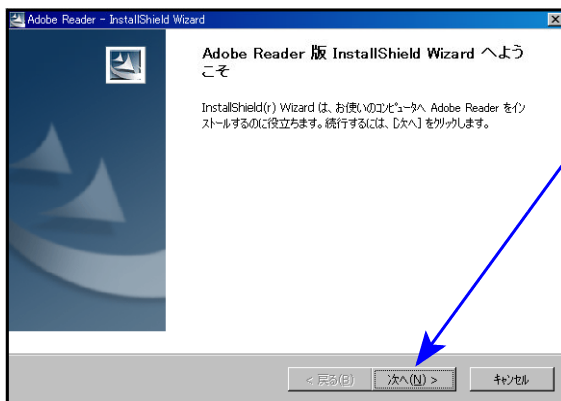 Adobe Reader - InstallShield Wizard
Adobe Reader 版 InstallShield Wizard へよう
こそ
InstallShield(r) Wizard は、お使いのコンピュータへ Adobe Reader をイン
ストールするのに役立ちます。続行するには、[次へ] をクリックします。
< 戻る(B)
次へ(N) >
キャンセル